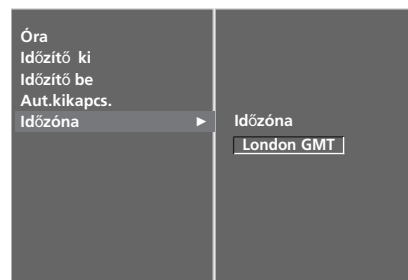 Óra
Időzítő ki
Időzítő be
Aut.kikapcs.
Időzóna ►
Időzóna
London GMT